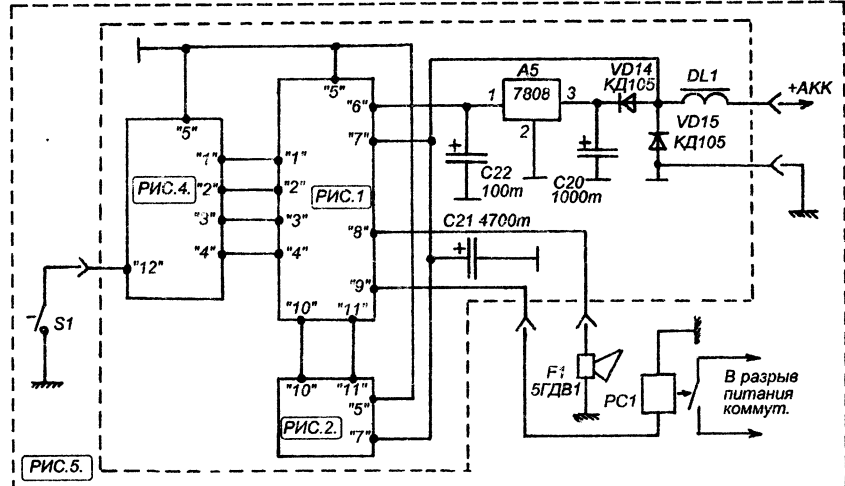 A5
VD14
КД105
DL1
+АКК
1
7808
3
2
VD15
КД105
"5"
"5"
"6"
"7"
C22
100m
C20
1000m
"1"
"1"
"2"
"2"
РИС.4.
РИС.1
"3"
"3"
"4"
"4"
"8"
C21 4700m
"12"
"9"
S1
"10"
"11"
"10"
"11"
"5"
РИС.2.
"7"
F1
5ГДВ1
PC1
В разрыв
питания
коммут.
РИС.5.